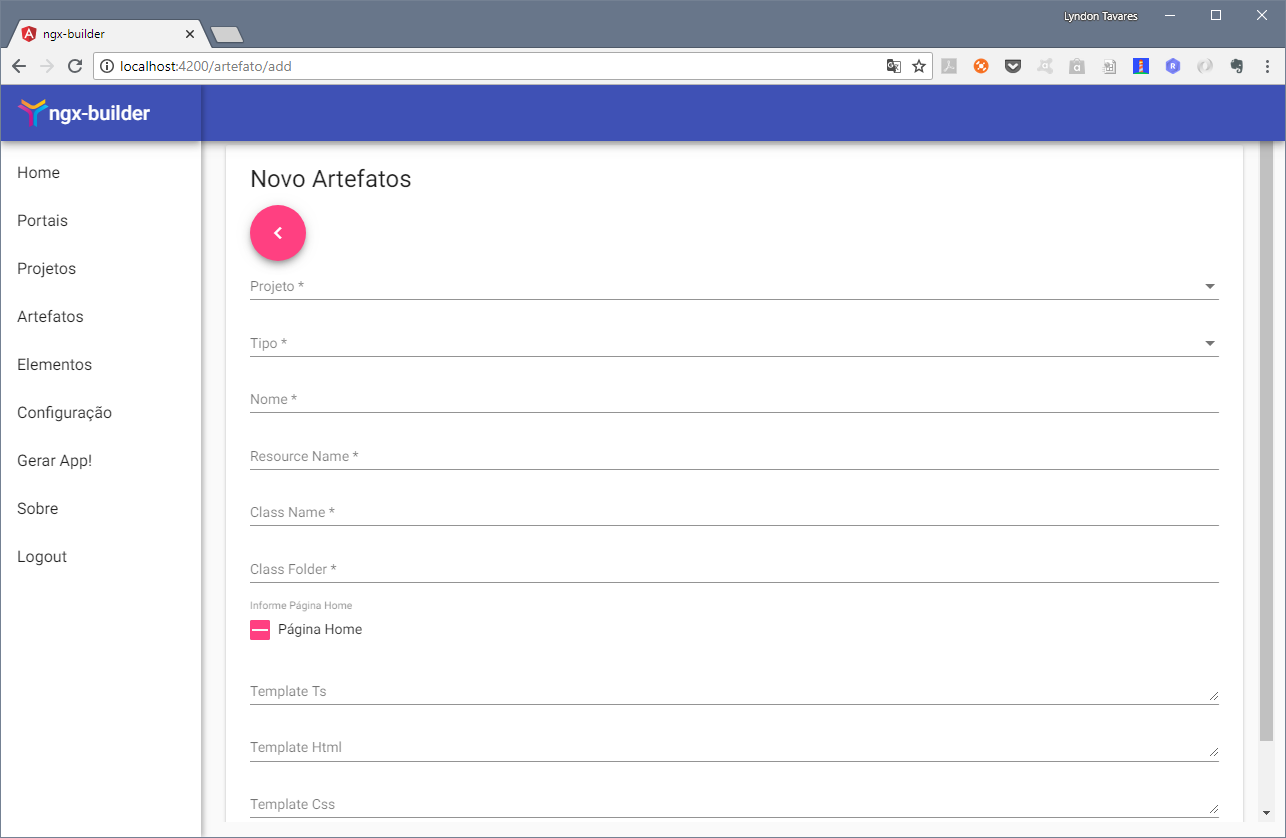 Lyndon Tavares
ngx-builder
localhost:4200/artefato/add
ngx-builder
Home
Portais
Projetos
Artefatos
Elementos
Configuração
Gerar App!
Sobre
Logout
Novo Artefatos
Projeto *
Tipo *
Nome *
Resource Name *
Class Name *
Class Folder *
Informe Página Home
Página Home
Template Ts
Template Html
Template Css